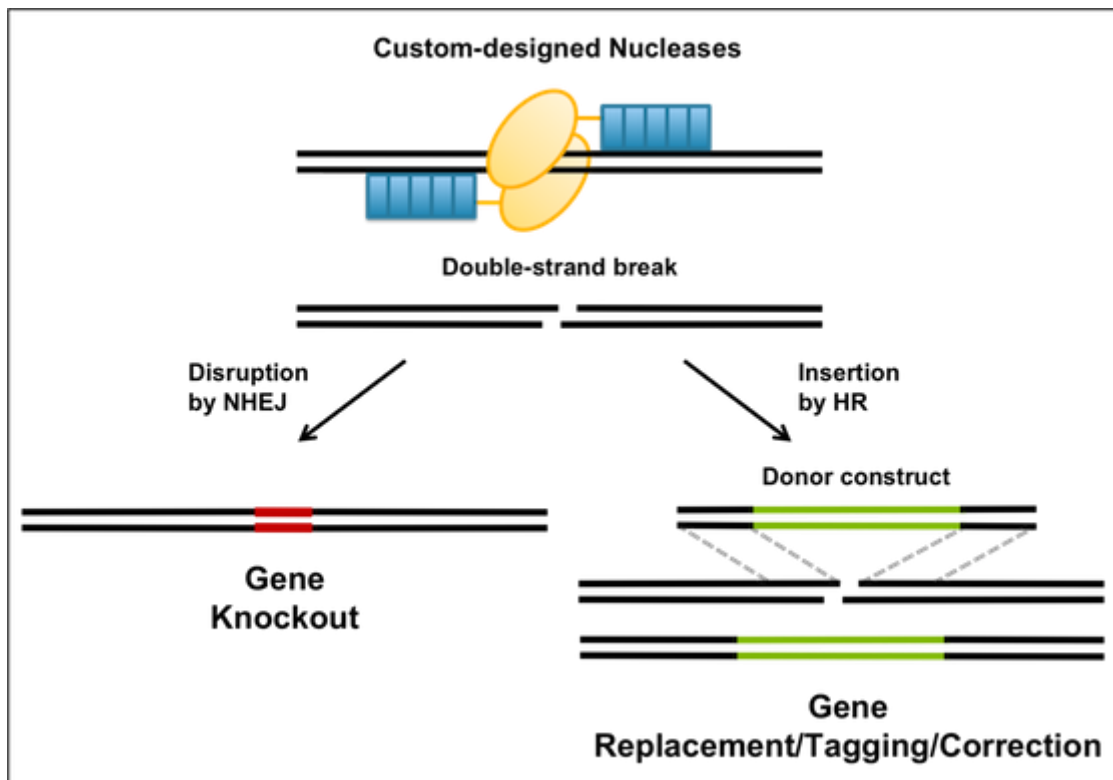 Custom-designed Nucleases
Double-strand break
Disruption
by NHEJ
Insertion
by HR
Donor construct
Gene
Knockout
Gene
Replacement/Tagging/Correction